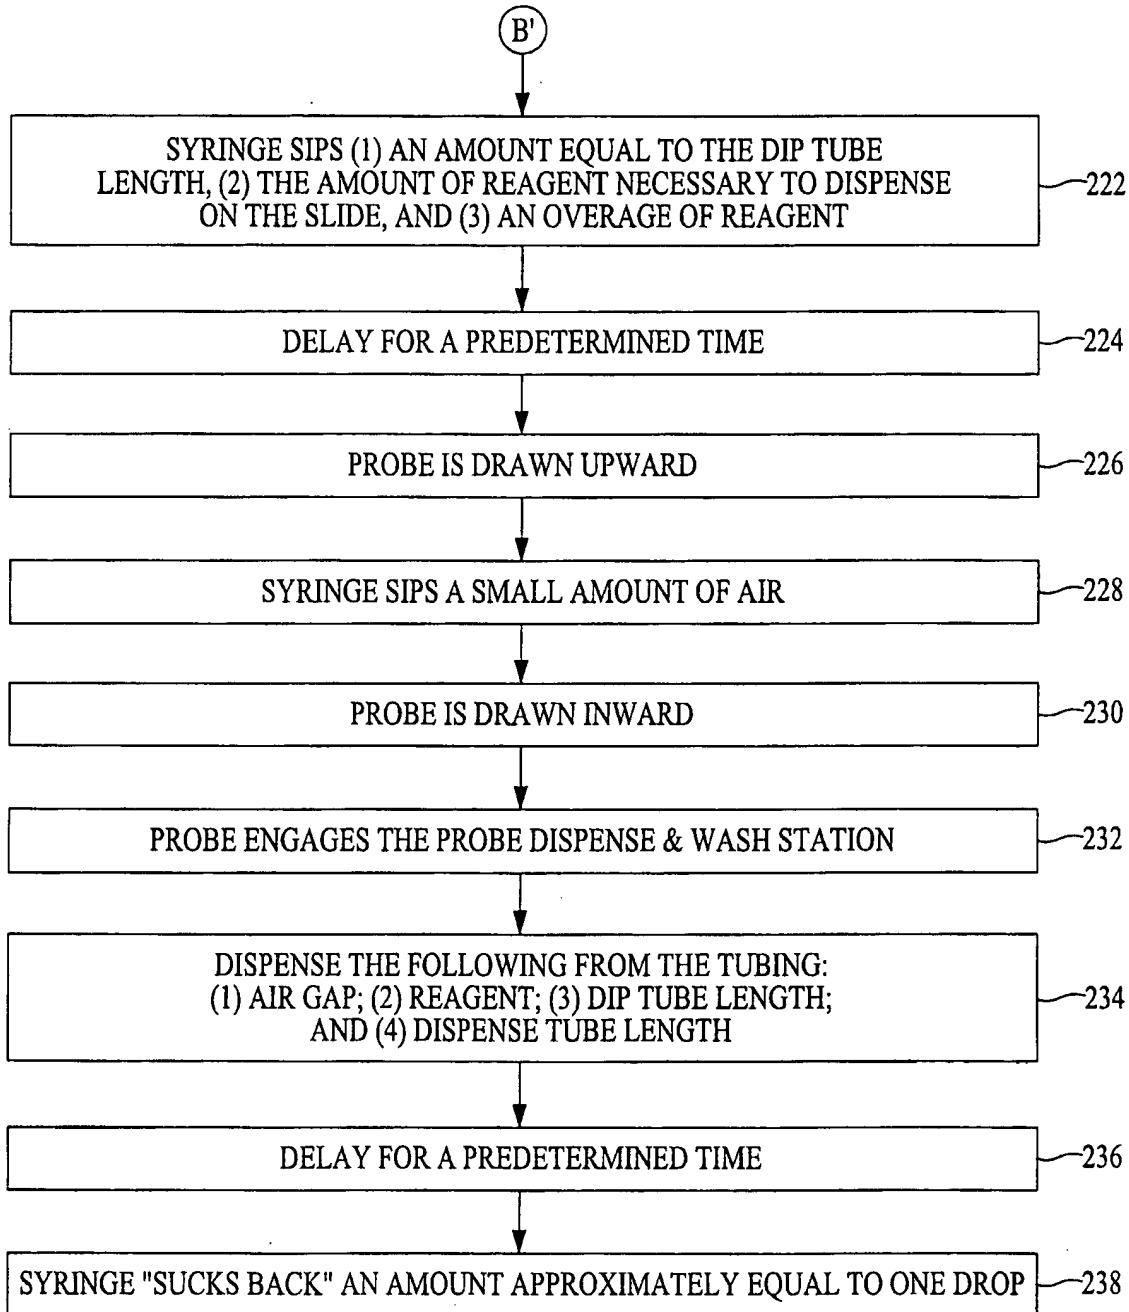 B'
SYRINGE SIPS (1) AN AMOUNT EQUAL TO THE DIP TUBE
LENGTH, (2) THE AMOUNT OF REAGENT NECESSARY TO DISPENSE
ON THE SLIDE, AND (3) AN OVERAGE OF REAGENT
222
DELAY FOR A PREDETERMINED TIME
224
PROBE IS DRAWN UPWARD
226
SYRINGE SIPS A SMALL AMOUNT OF AIR
228
PROBE IS DRAWN INWARD
230
PROBE ENGAGES THE PROBE DISPENSE & WASH STATION
232
DISPENSE THE FOLLOWING FROM THE TUBING:
(1) AIR GAP; (2) REAGENT; (3) DIP TUBE LENGTH;
AND (4) DISPENSE TUBE LENGTH
234
DELAY FOR A PREDETERMINED TIME
236
SYRINGE "SUCKS BACK" AN AMOUNT APPROXIMATELY EQUAL TO ONE DROP
238